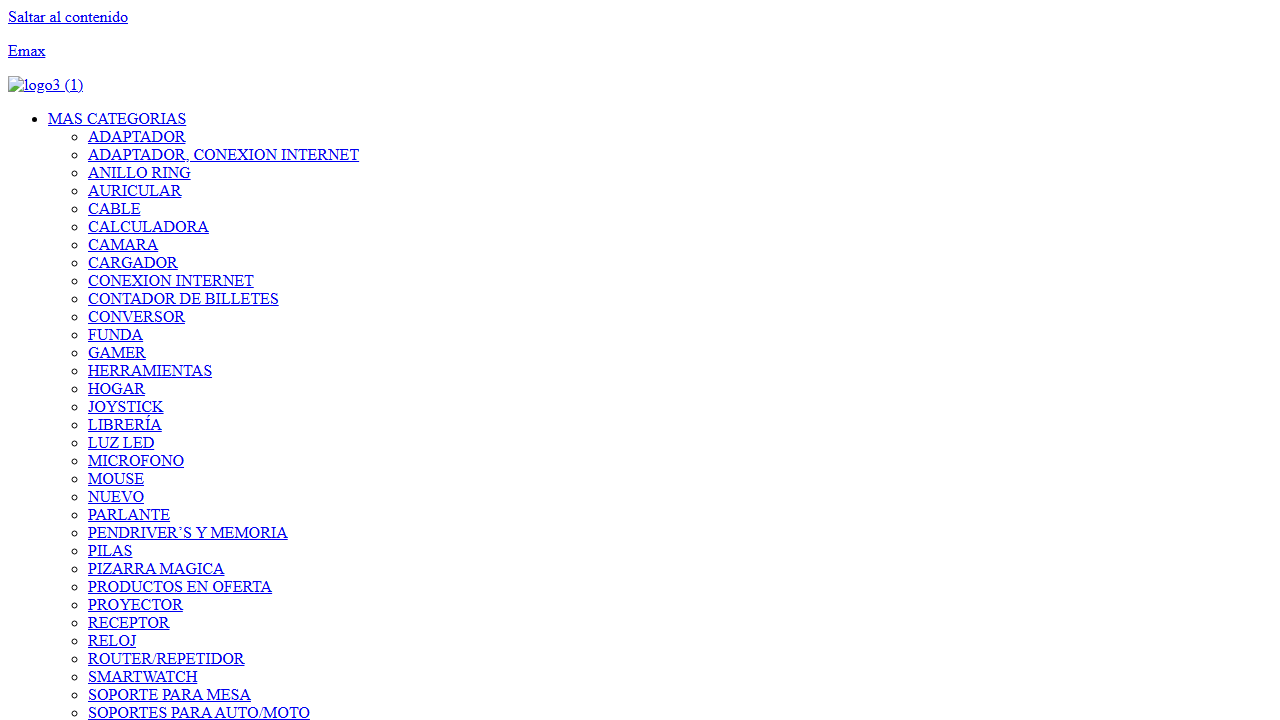 Saltar al contenido
Emax
logo3 (1)
MAS CATEGORIAS
ADAPTADOR
ADAPTADOR, CONEXION INTERNET
ANILLO RING
AURICULAR
CABLE
CALCULADORA
CAMARA
CARGADOR
CONEXION INTERNET
CONTADOR DE BILLETES
CONVERSOR
FUNDA
GAMER
HERRAMIENTAS
HOGAR
JOYSTICK
LIBRERÍA
LUZ LED
MICROFONO
MOUSE
NUEVO
PARLANTE
PENDRIVER’S Y MEMORIA
PILAS
PIZARRA MAGICA
PRODUCTOS EN OFERTA
PROYECTOR
RECEPTOR
RELOJ
ROUTER/REPETIDOR
SMARTWATCH
SOPORTE PARA MESA
SOPORTES PARA AUTO/MOTO